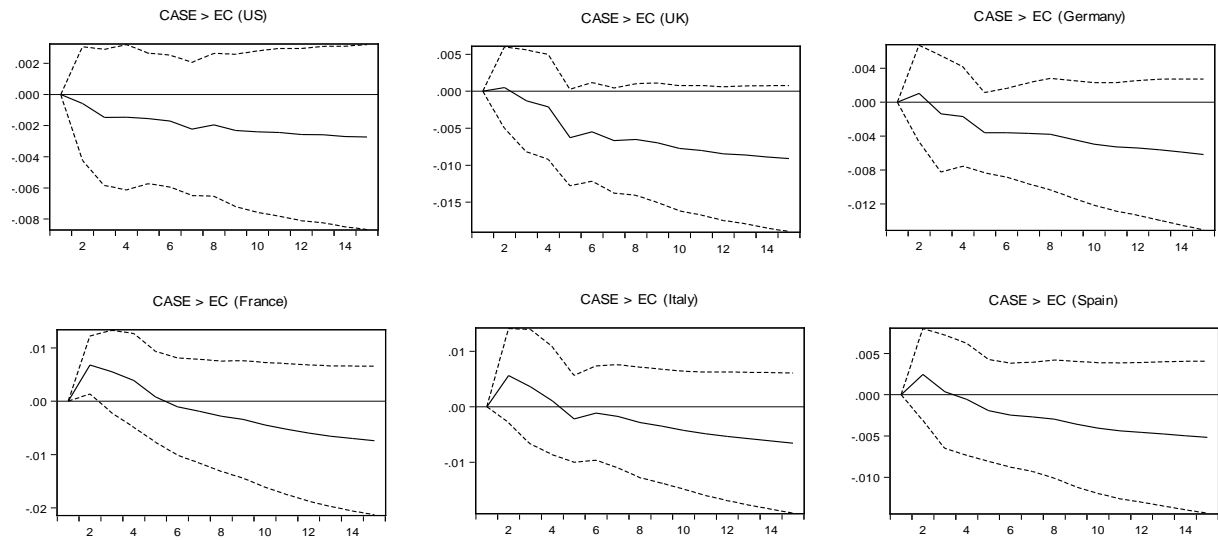 CASE > EC (US)
.002
.000
-.002
-.004
-.006
-.008
2 4 6 8 10 12 14
CASE > EC (UK)
.005
.000
-.005
-.010
-.015
2 4 6 8 10 12 14
CASE > EC (Germany)
.004
.000
-.004
-.008
-.012
2 4 6 8 10 12 14
CASE > EC (France)
.01
.00
-.01
-.02
2 4 6 8 10 12 14
CASE > EC (Italy)
.01
.00
-.01
2 4 6 8 10 12 14
CASE > EC (Spain)
.005
.000
-.005
-.010
2 4 6 8 10 12 14